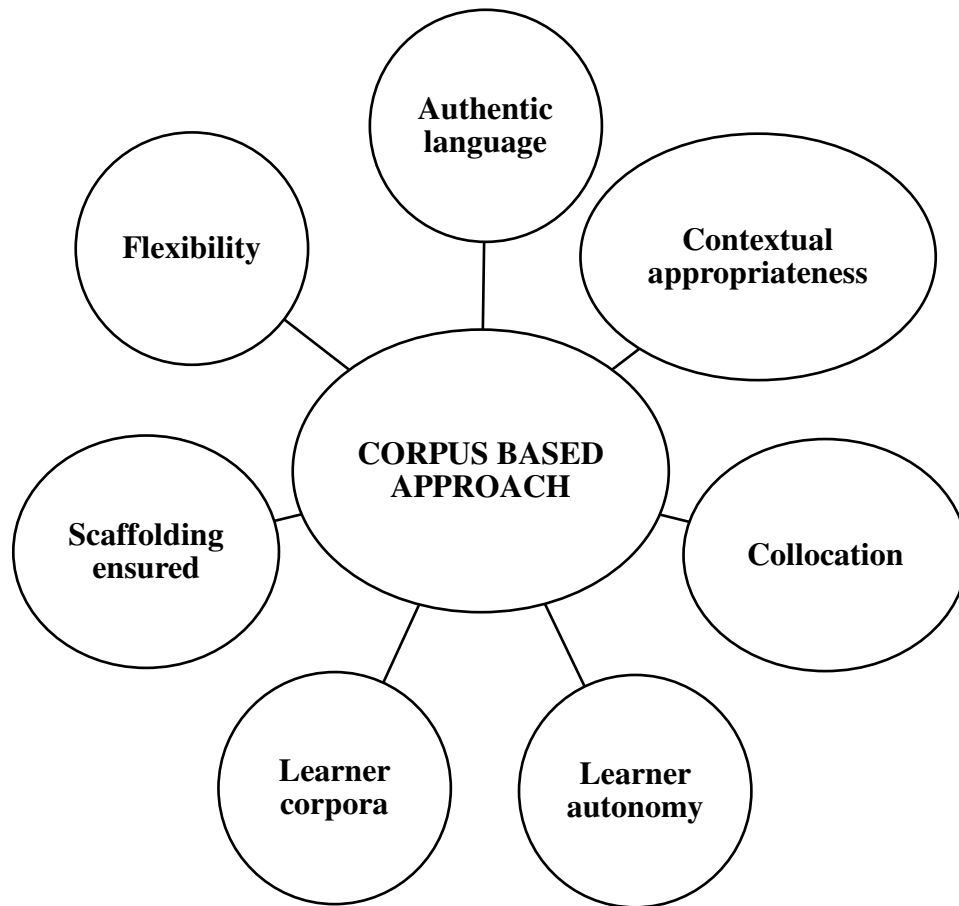 Authentic
language
Flexibility
Contextual
appropriateness
CORPUS BASED
APPROACH
Scaffolding
ensured
Collocation
Learner
corpora
Learner
autonomy